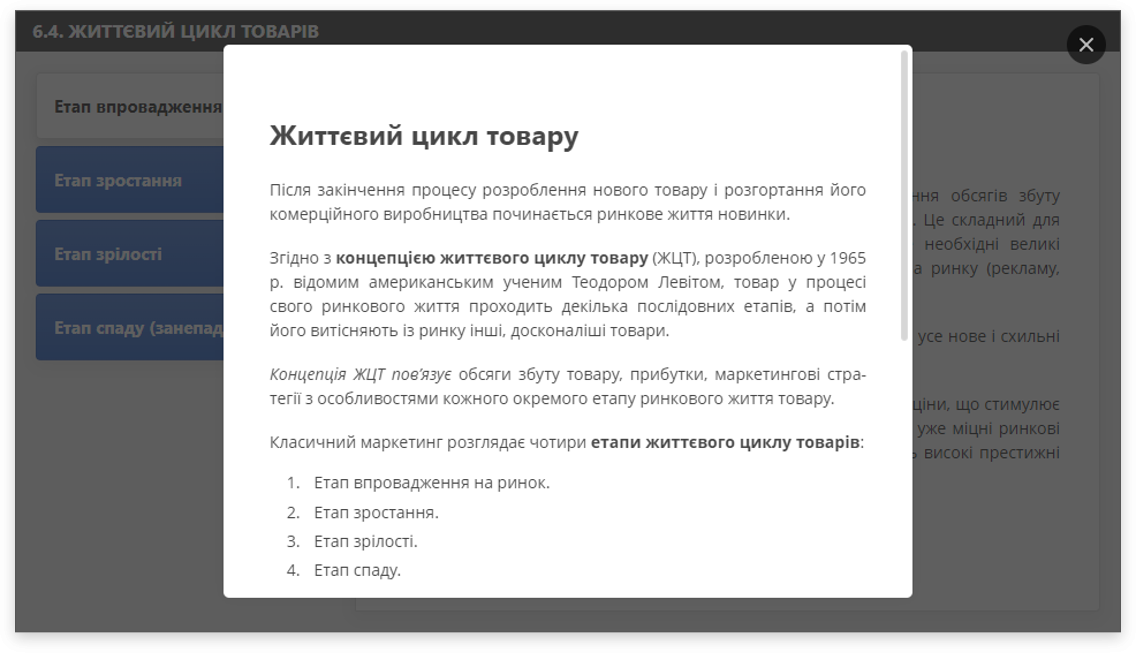 6.4. ЖИТТЄВИЙ ЦИКЛ ТОВАРІВ
Етап впровадження
Етап зростання
Етап зрілості
Етап спаду (занепад
Життєвий цикл товару
Після закінчення процесу розроблення нового товару і розгортання його
комерційного виробництва починається ринкове життя новинки.
Згідно з концепцією життєвого циклу товару (ЖЦТ), розробленою у 1965
р. відомим американським ученим Теодором Левітом, товар у процесі
свого ринкового життя проходить декілька послідовних етапів, а потім
його витісняють із ринку інші, досконаліші товари.
Концепція ЖЦТ пов’язує обсяги збуту товару, прибутки, маркетингові стра-
тегії з особливостями кожного окремого етапу ринкового життя товару.
Класичний маркетинг розглядає чотири етапи життєвого циклу товарів:
1. Етап впровадження на ринок.
2. Етап зростання.
3. Етап зрілості.
4. Етап спаду.
обсягів збуту
. Це складний для
необхідні великі
а ринку (рекламу,
усе нове і схильні
ціни, що стимулює
уже міцні ринкові
високі престижні